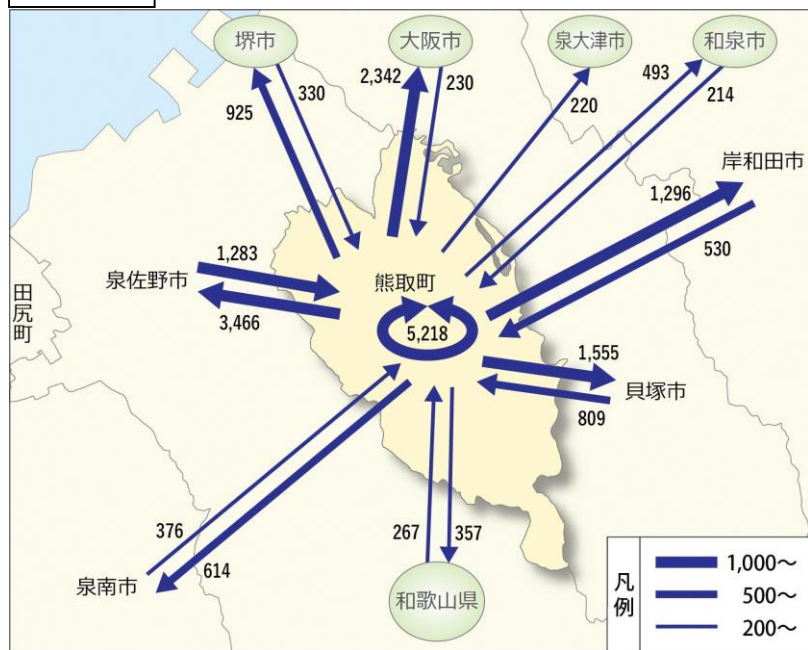 堺市
大阪市
泉大津市
和泉市
925
330
2,342
230
220
493
214
岸和田市
1,296
530
泉佐野市
1,283
3,466
田尻町
熊取町
5,218
1,555
809
貝塚市
376
614
泉南市
267
357
和歌山県
凡例
1,000～
500～
200～